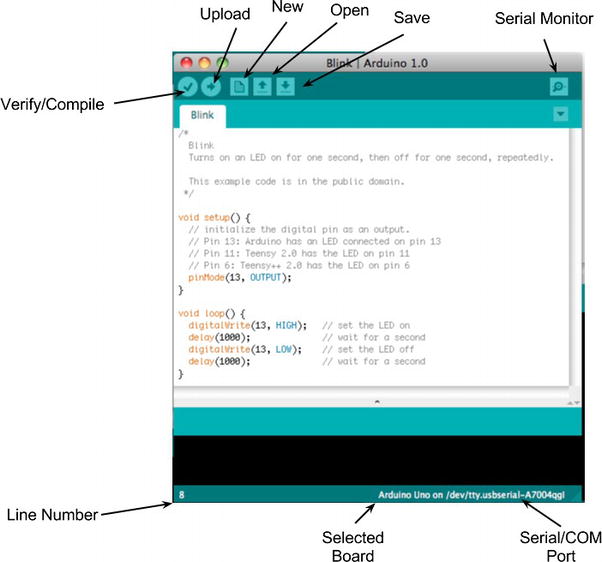 New
Upload
Open
Save
Serial Monitor
Verify/Compile
Blink | Arduino 1.0
Blink
/*
Blink
Turns on an LED on for one second, then off for one second, repeatedly.
This example code is in the public domain.
*/
void setup() {
// initialize the digital pin as an output.
// Pin 13: Arduino has an LED connected on pin 13
// Pin 11: Teensy 2.0 has the LED on pin 11
// Pin 6: Teensy++ 2.0 has the LED on pin 6
pinMode(13, OUTPUT);
}
void loop() {
digitalWrite(13, HIGH); // set the LED on
delay(1000); // wait for a second
digitalWrite(13, LOW); // set the LED off
delay(1000); // wait for a second
}
8
Arduino Uno on /dev/tty.usbserial-A7004qgl
Line Number
Selected
Board
Serial/COM
Port